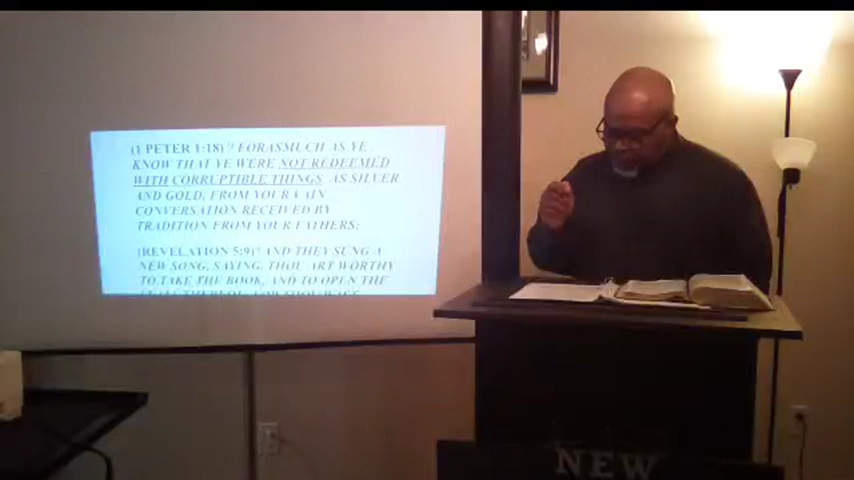 (1 PETER 1:18) 18 FORASMUCH AS YE
KNOW THAT YE WERE NOT REDEEMED
WITH CORRUPTIBLE THINGS, AS SILVER
AND GOLD, FROM YOUR VAIN
CONVERSATION RECEIVED BY
TRADITION FROM YOUR FATHERS;
(REVELATION 5:9) 9 AND THEY SUNG A
NEW SONG, SAYING, THOU ART WORTHY
TO TAKE THE BOOK, AND TO OPEN THE
NEW